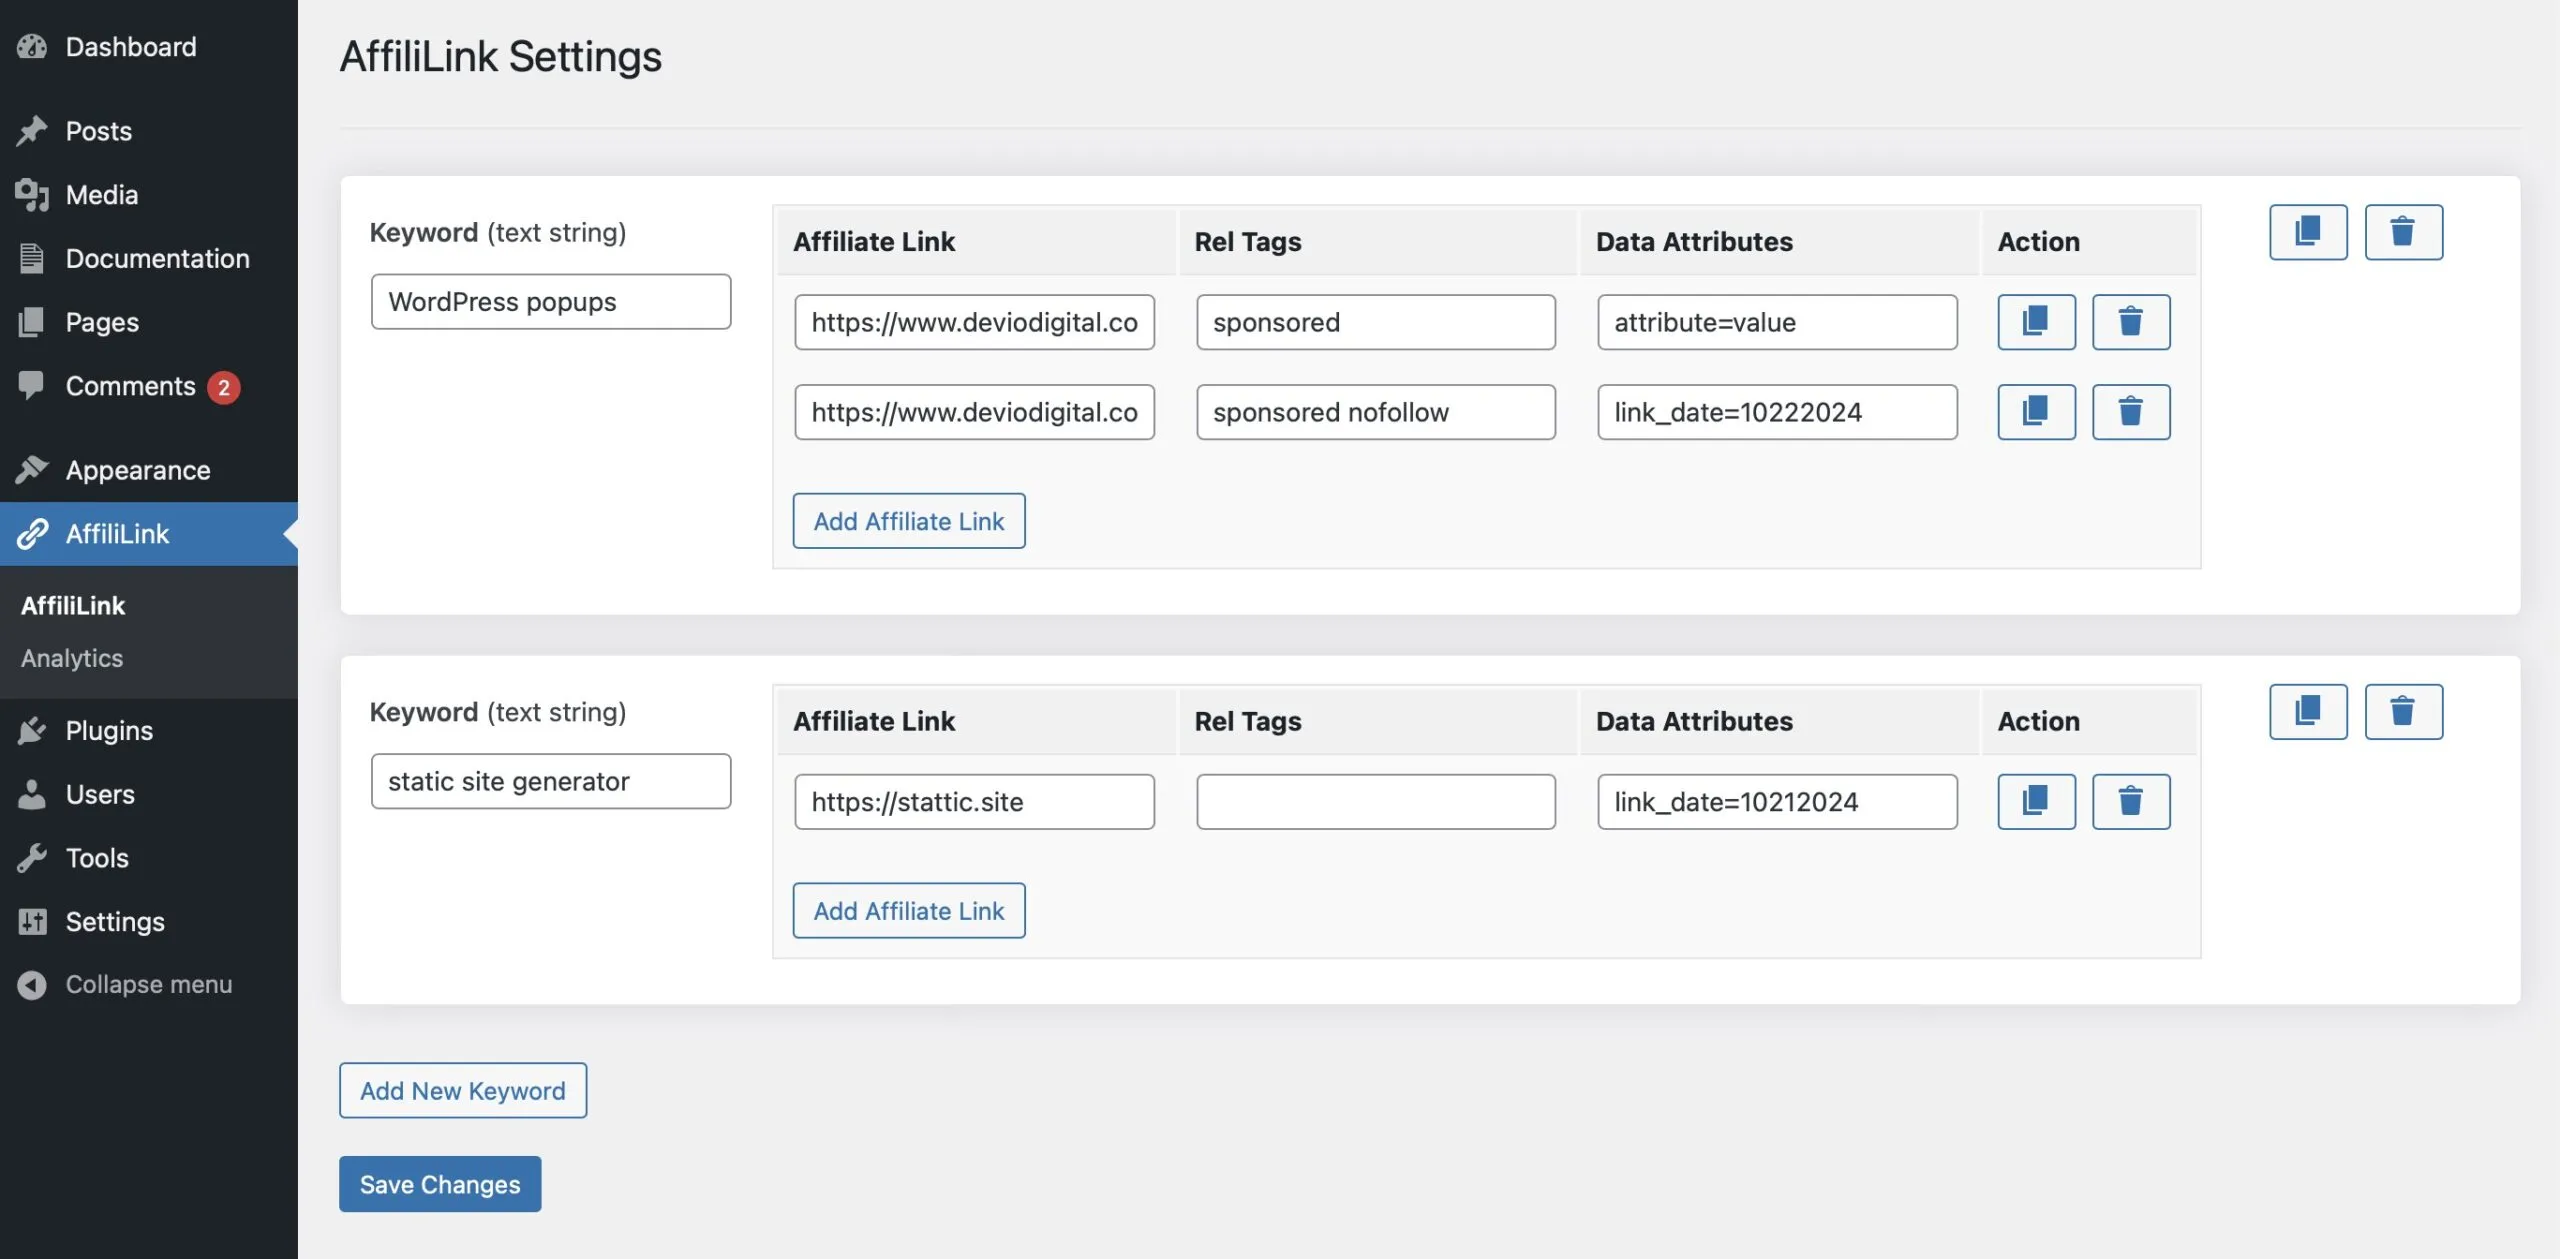 Dashboard
Posts
Media
Documentation
Pages
Comments 2
Appearance
AffiliLink
AffiliLink
Analytics
Plugins
Users
Tools
Settings
Collapse menu
AffiliLink Settings
Keyword (text string)
WordPress popups
Affiliate Link Rel Tags Data Attributes Action
https://www.deviodigital.co sponsored attribute=value
https://www.deviodigital.co sponsored nofollow link_date=10222024
Add Affiliate Link
Keyword (text string)
static site generator
Affiliate Link Rel Tags Data Attributes Action
https://stattic.site link_date=10212024
Add Affiliate Link
Add New Keyword
Save Changes